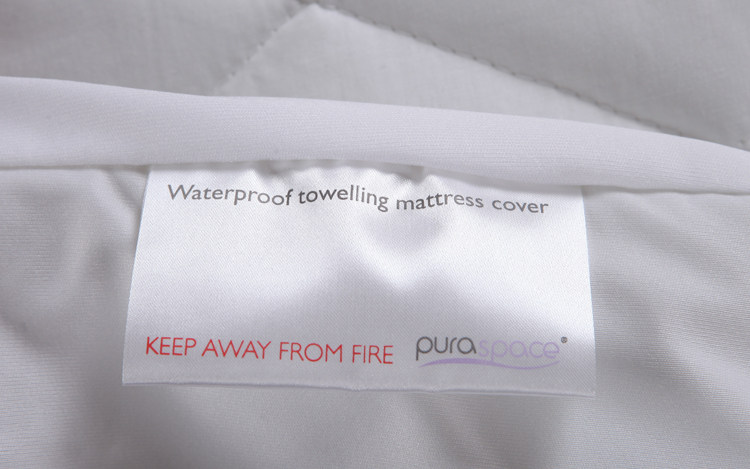 Waterproof towelling mattress cover
KEEP AWAY FROM FIRE puraspace®